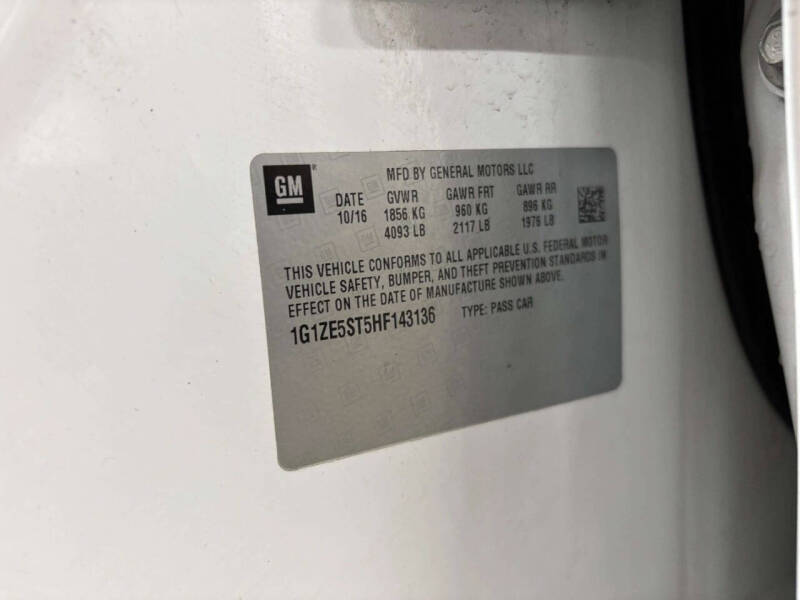 GM® MFD BY GENERAL MOTORS LLC
DATE GVWR GAWR FRT GAWR RR
10/16 1856 KG 960 KG 896 KG
4093 LB 2117 LB 1976 LB
THIS VEHICLE CONFORMS TO ALL APPLICABLE U.S. FEDERAL MOTOR
VEHICLE SAFETY, BUMPER, AND THEFT PREVENTION STANDARDS IN
EFFECT ON THE DATE OF MANUFACTURE SHOWN ABOVE.
1G1ZE5ST5HF143136 TYPE: PASS CAR